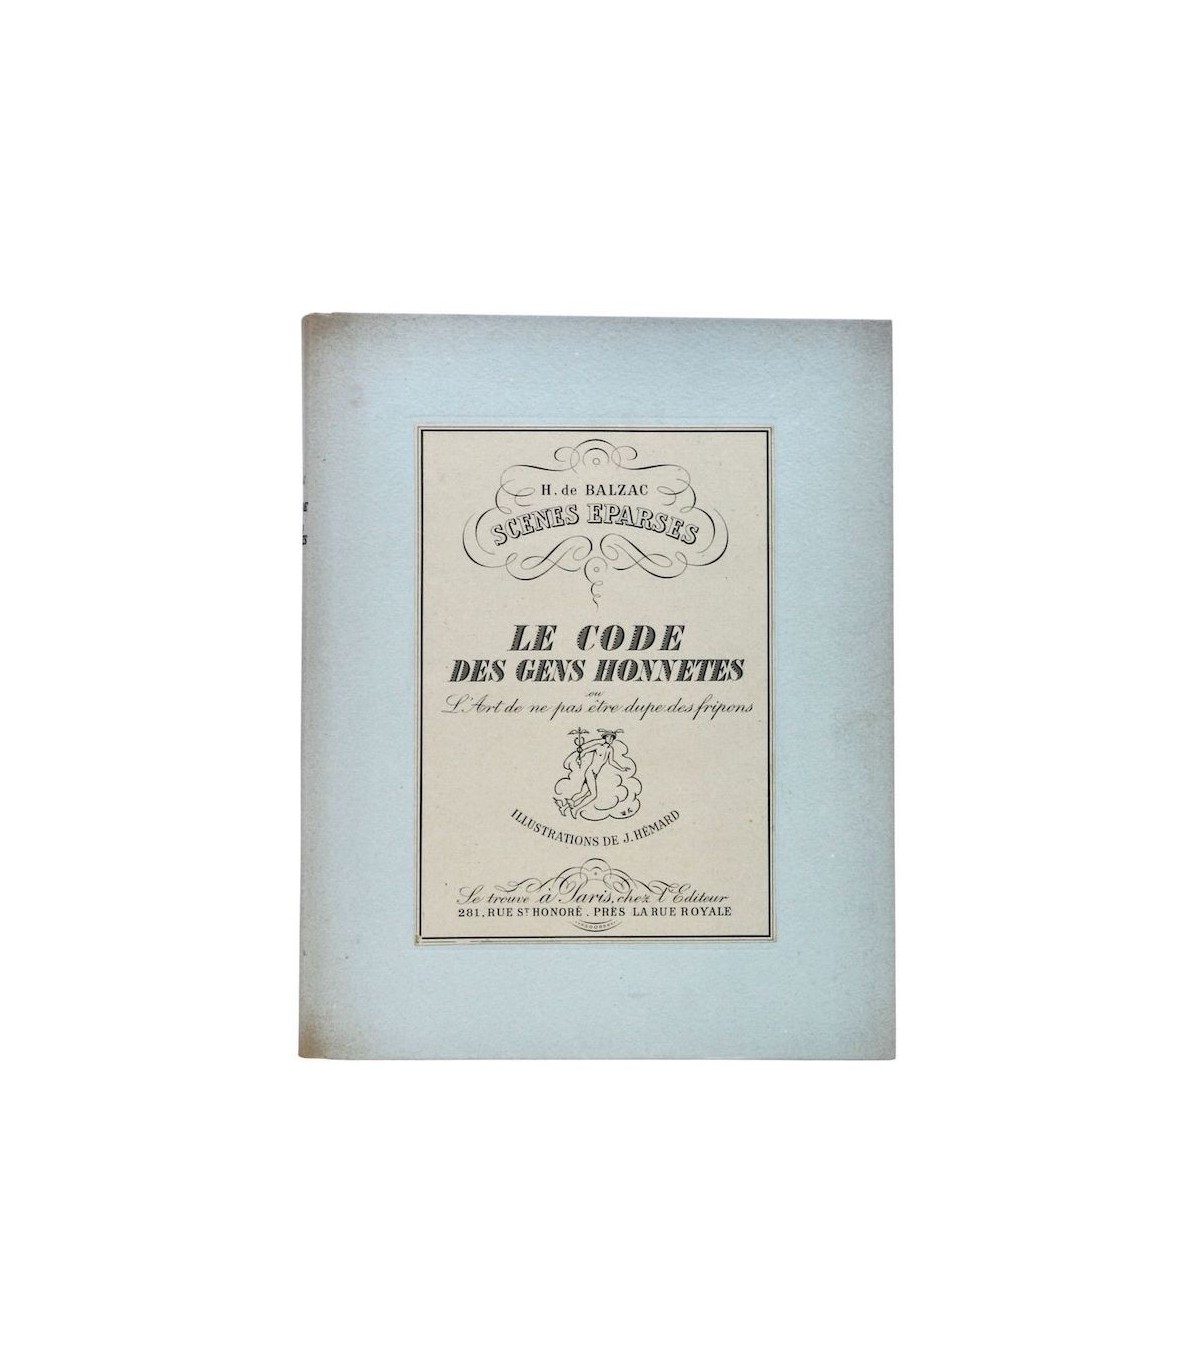 H. de BALZAC
SCENES EPARSES
LE CODE
DES GENS HONNETES
ou
L'Art de ne pas être dupe des fripons
ILLUSTRATIONS DE J. HÉMARD
Se trouve à Paris, chez l'Editeur
281, RUE ST HONORÉ. PRÈS LA RUE ROYALE